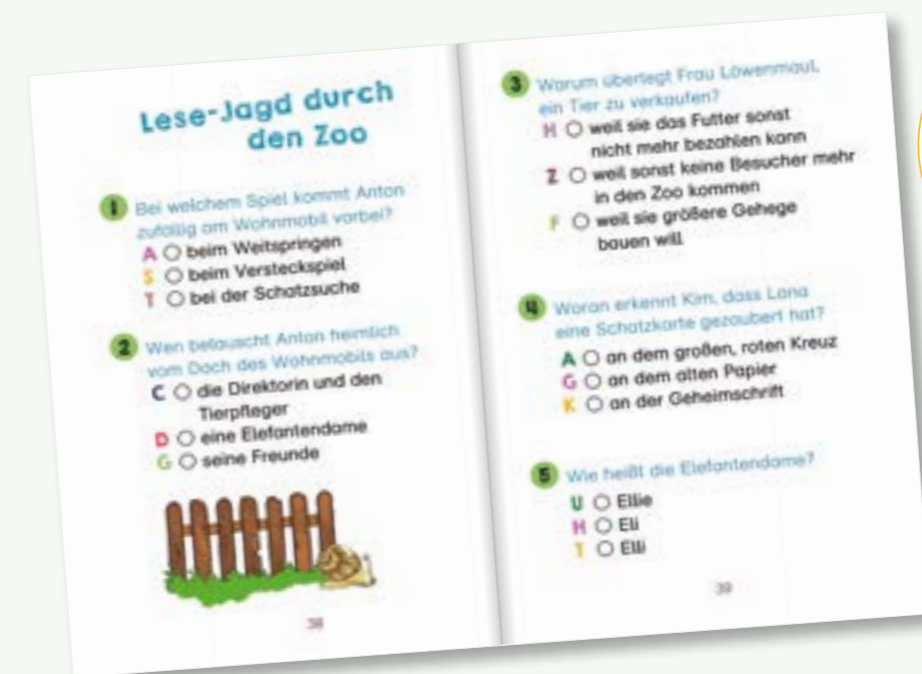 Lese-Jagd durch
den Zoo
1 Bei welchem Spiel kommt Anton
zufällig am Wohnmobil vorbei?
A beim Weitspringen
S beim Versteckspiel
T bei der Schatzsuche
2 Wen belauscht Anton heimlich
vom Dach des Wohnmobils aus?
C die Direktorin und den
Tierpfleger
D eine Elefantendame
G seine Freunde
38
3 Warum überlegt Frau Löwenmaul,
ein Tier zu verkaufen?
H weil sie das Futter sonst
nicht mehr bezahlen kann
Z weil sonst keine Besucher mehr
in den Zoo kommen
F weil sie größere Gehege
bauen will
4 Woran erkennt Kim, dass Lana
eine Schatzkarte gezaubert hat?
A an dem großen, roten Kreuz
G an dem alten Papier
K an der Geheimschrift
5 Wie heißt die Elefantendame?
U Ellie
H Eli
T Elli
39